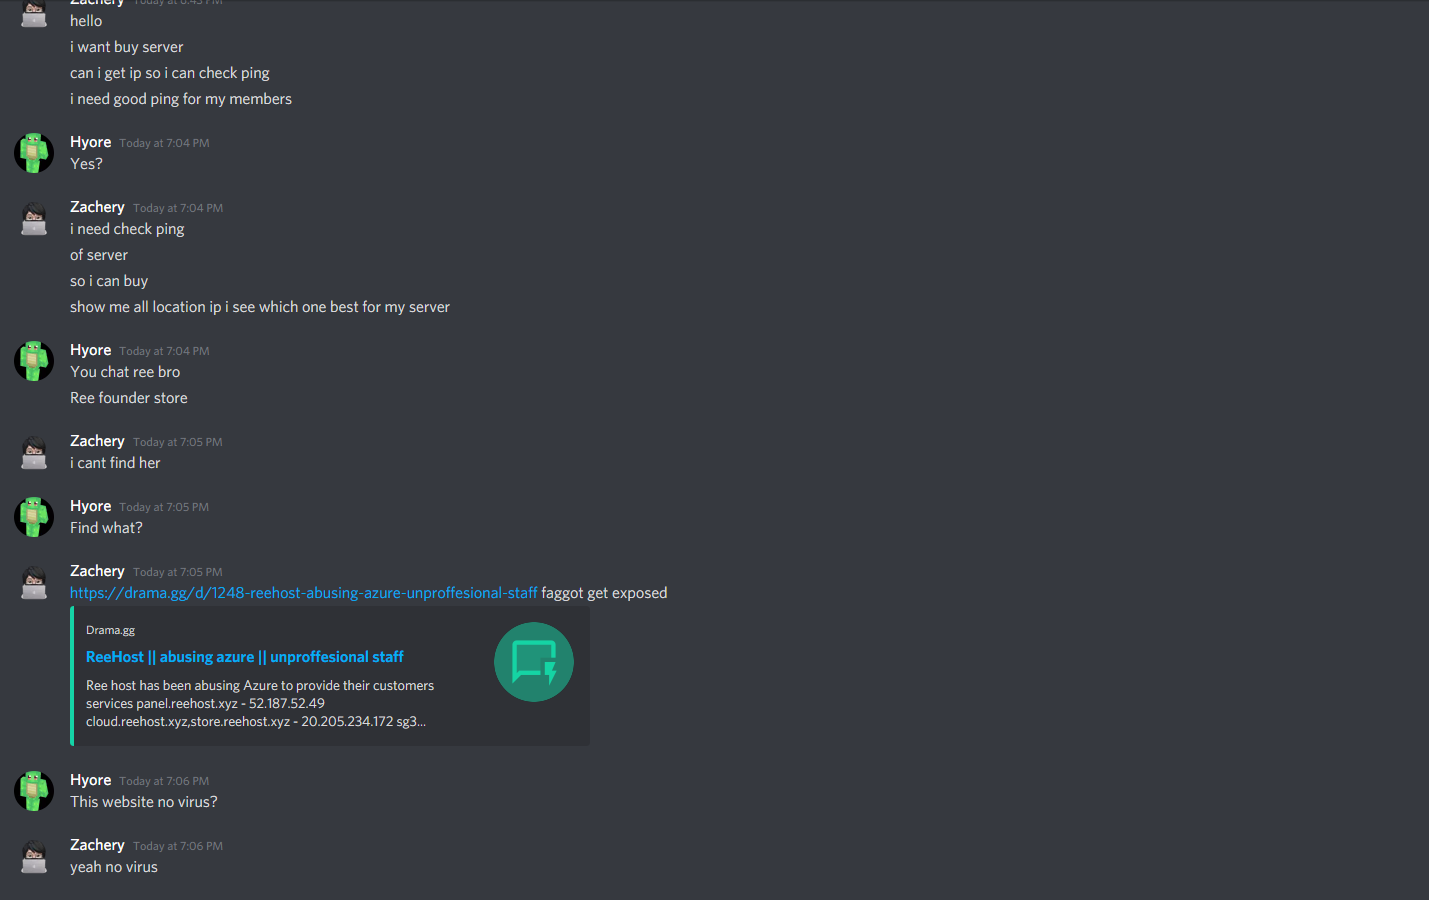 Zachery Today at 6:43 PM
hello
i want buy server
can i get ip so i can check ping
i need good ping for my members
Hyore Today at 7:04 PM
Yes?
Zachery Today at 7:04 PM
i need check ping
of server
so i can buy
show me all location ip i see which one best for my server
Hyore Today at 7:04 PM
You chat ree bro
Ree founder store
Zachery Today at 7:05 PM
i cant find her
Hyore Today at 7:05 PM
Find what?
Zachery Today at 7:05 PM
https://drama.gg/d/1248-reehost-abusing-azure-unproffesional-staff faggot get exposed
Drama.gg
ReeHost || abusing azure || unproffesional staff
Ree host has been abusing Azure to provide their customers
services panel.reehost.xyz - 52.187.52.49
cloud.reehost.xyz,store.reehost.xyz - 20.205.234.172 sg3...
Hyore Today at 7:06 PM
This website no virus?
Zachery Today at 7:06 PM
yeah no virus